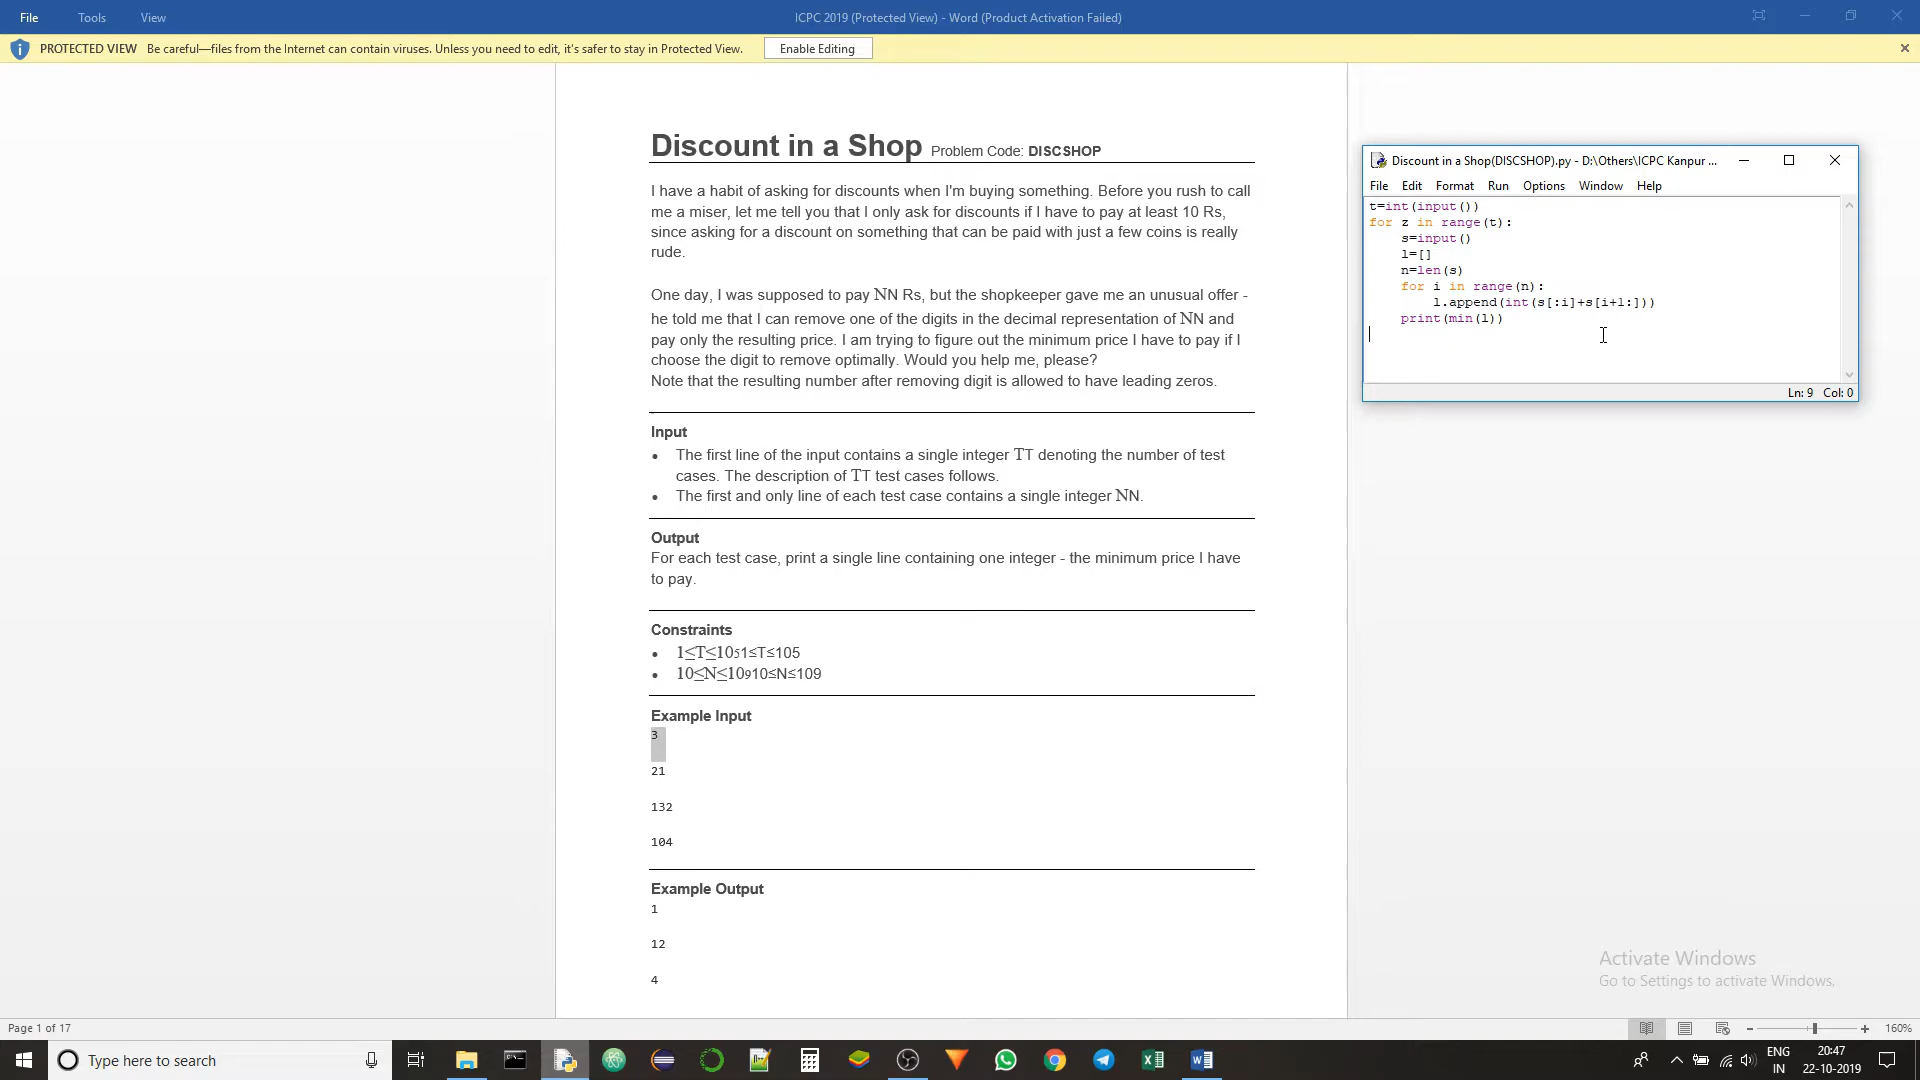 File Tools View ICPC 2019 (Protected View) - Word (Product Activation Failed)
PROTECTED VIEW Be careful—files from the Internet can contain viruses. Unless you need to edit, it's safer to stay in Protected View. Enable Editing
Discount in a Shop Problem Code: DISCSHOP
I have a habit of asking for discounts when I'm buying something. Before you rush to call
me a miser, let me tell you that I only ask for discounts if I have to pay at least 10 Rs,
since asking for a discount on something that can be paid with just a few coins is really
rude.
One day, I was supposed to pay NN Rs, but the shopkeeper gave me an unusual offer -
he told me that I can remove one of the digits in the decimal representation of NN and
pay only the resulting price. I am trying to figure out the minimum price I have to pay if I
choose the digit to remove optimally. Would you help me, please?
Note that the resulting number after removing digit is allowed to have leading zeros.
Input
• The first line of the input contains a single integer TT denoting the number of test
cases. The description of TT test cases follows.
• The first and only line of each test case contains a single integer NN.
Output
For each test case, print a single line containing one integer - the minimum price I have
to pay.
Constraints
• 1≤T≤1051≤T≤105
• 10≤N≤10910≤N≤109
Example Input
3
21
132
104
Example Output
1
12
4
Discount in a Shop(DISCSHOP).py - D:\Others\ICPC Kanpur ...
File Edit Format Run Options Window Help
t=int(input())
for z in range(t):
    s=input()
    l=[]
    n=len(s)
    for i in range(n):
        l.append(int(s[:i]+s[i+1:]))
    print(min(l))
Ln: 9 Col: 0
Activate Windows
Go to Settings to activate Windows.
Page 1 of 17 160%
Type here to search ENG IN 20:47 22-10-2019